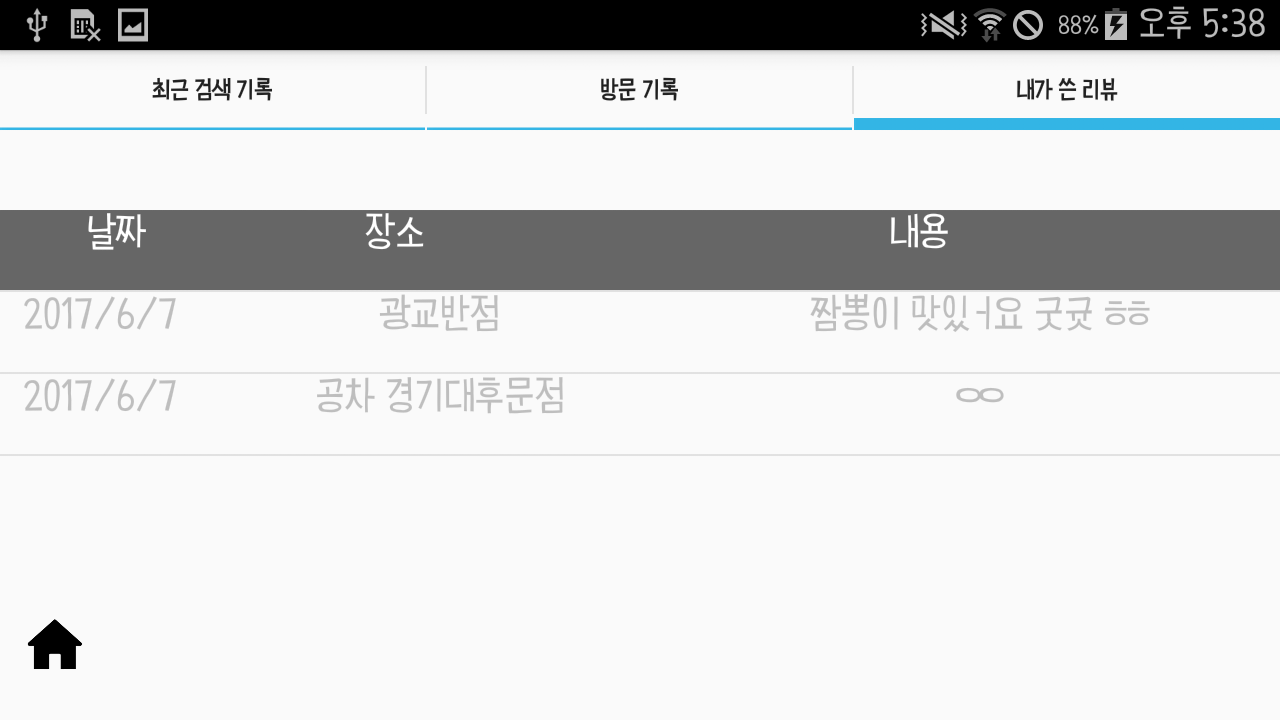 88% 오후 5:38
최근 검색 기록 방문 기록 내가 쓴 리뷰
날짜 장소 내용
2017/6/7 광교반점 짬뽕이 맛있ㅓ요 굿귯 ㅎㅎ
2017/6/7 공차 경기대후문점 ㅇㅇ